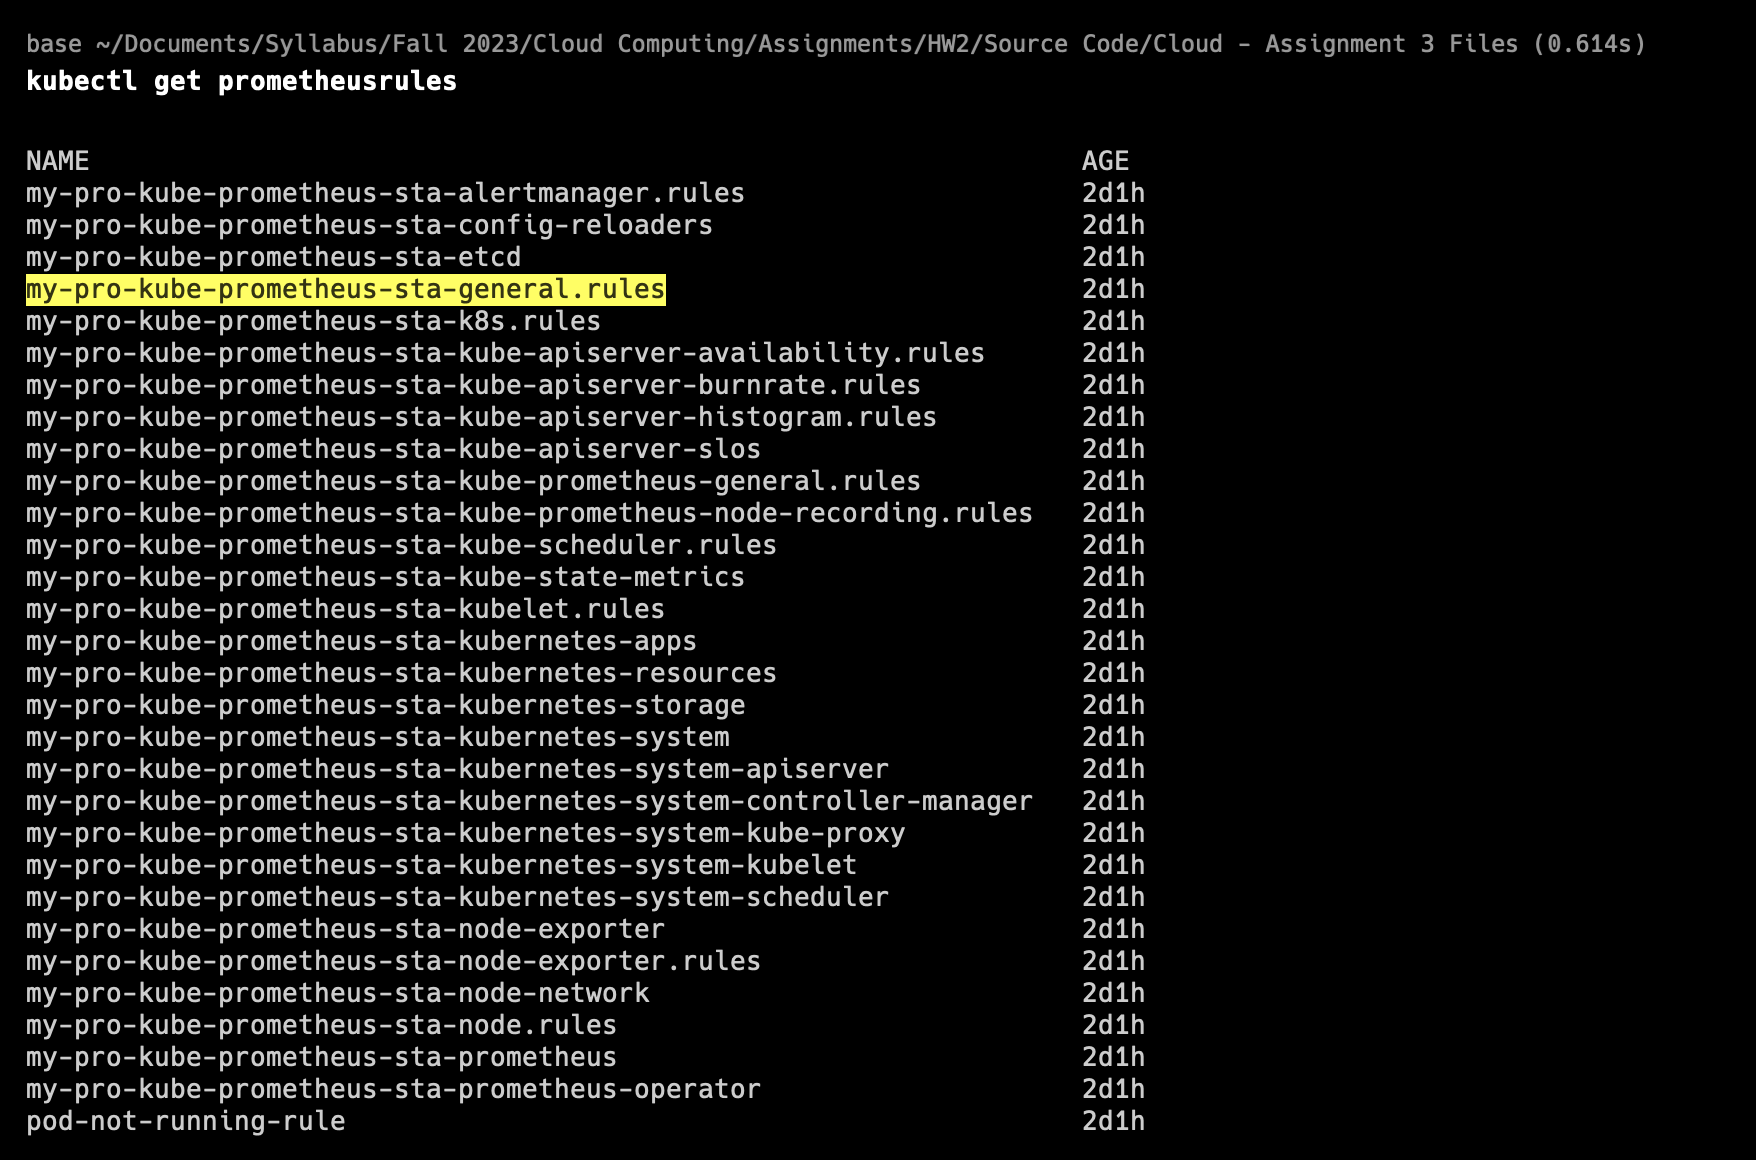 base ~/Documents/Syllabus/Fall 2023/Cloud Computing/Assignments/HW2/Source Code/Cloud - Assignment 3 Files (0.614s)
kubectl get prometheusrules
NAME AGE
my-pro-kube-prometheus-sta-alertmanager.rules 2d1h
my-pro-kube-prometheus-sta-config-reloaders 2d1h
my-pro-kube-prometheus-sta-etcd 2d1h
my-pro-kube-prometheus-sta-general.rules 2d1h
my-pro-kube-prometheus-sta-k8s.rules 2d1h
my-pro-kube-prometheus-sta-kube-apiserver-availability.rules 2d1h
my-pro-kube-prometheus-sta-kube-apiserver-burnrate.rules 2d1h
my-pro-kube-prometheus-sta-kube-apiserver-histogram.rules 2d1h
my-pro-kube-prometheus-sta-kube-apiserver-slos 2d1h
my-pro-kube-prometheus-sta-kube-prometheus-general.rules 2d1h
my-pro-kube-prometheus-sta-kube-prometheus-node-recording.rules 2d1h
my-pro-kube-prometheus-sta-kube-scheduler.rules 2d1h
my-pro-kube-prometheus-sta-kube-state-metrics 2d1h
my-pro-kube-prometheus-sta-kubelet.rules 2d1h
my-pro-kube-prometheus-sta-kubernetes-apps 2d1h
my-pro-kube-prometheus-sta-kubernetes-resources 2d1h
my-pro-kube-prometheus-sta-kubernetes-storage 2d1h
my-pro-kube-prometheus-sta-kubernetes-system 2d1h
my-pro-kube-prometheus-sta-kubernetes-system-apiserver 2d1h
my-pro-kube-prometheus-sta-kubernetes-system-controller-manager 2d1h
my-pro-kube-prometheus-sta-kubernetes-system-kube-proxy 2d1h
my-pro-kube-prometheus-sta-kubernetes-system-kubelet 2d1h
my-pro-kube-prometheus-sta-kubernetes-system-scheduler 2d1h
my-pro-kube-prometheus-sta-node-exporter 2d1h
my-pro-kube-prometheus-sta-node-exporter.rules 2d1h
my-pro-kube-prometheus-sta-node-network 2d1h
my-pro-kube-prometheus-sta-node.rules 2d1h
my-pro-kube-prometheus-sta-prometheus 2d1h
my-pro-kube-prometheus-sta-prometheus-operator 2d1h
pod-not-running-rule 2d1h